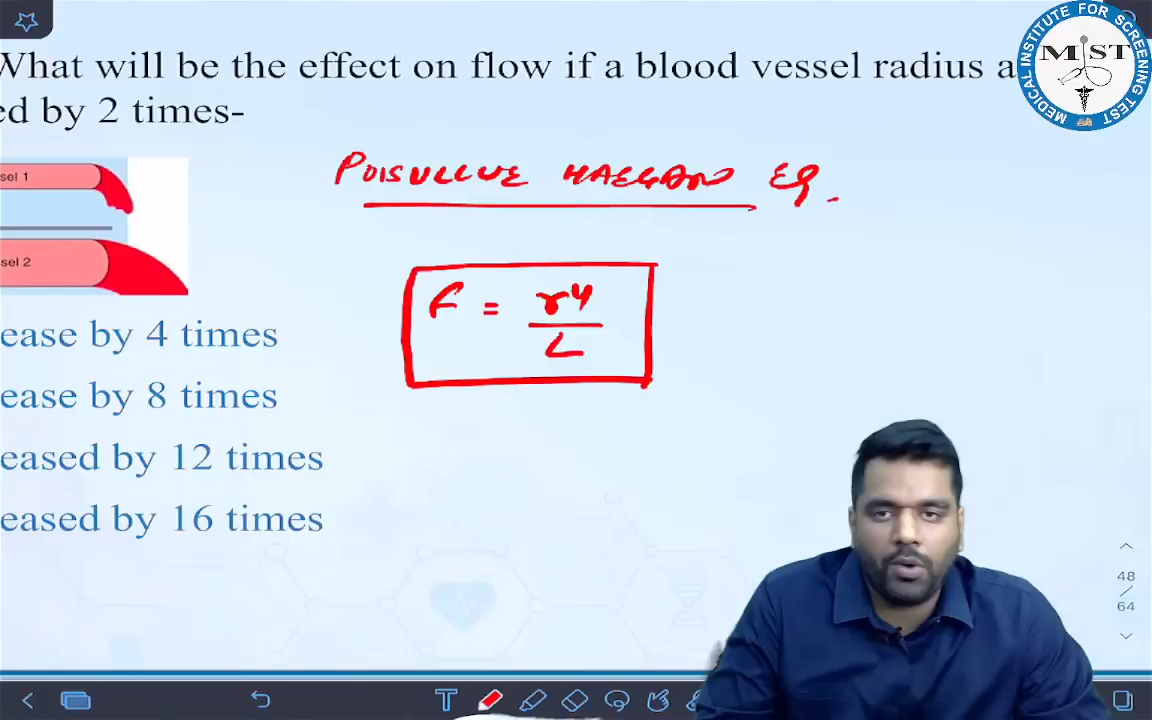 What will be the effect on flow if a blood vessel radius a
ed by 2 times-
MEDICAL INSTITUTE FOR SCREENING TEST
MIST
POISULLUE HAEGAN EQ.
sel 1
sel 2
F = r4
L
ease by 4 times
ease by 8 times
eased by 12 times
eased by 16 times
48
/
64
T